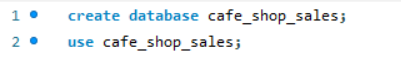 1 create database cafe_shop_sales;
2 use cafe_shop_sales;